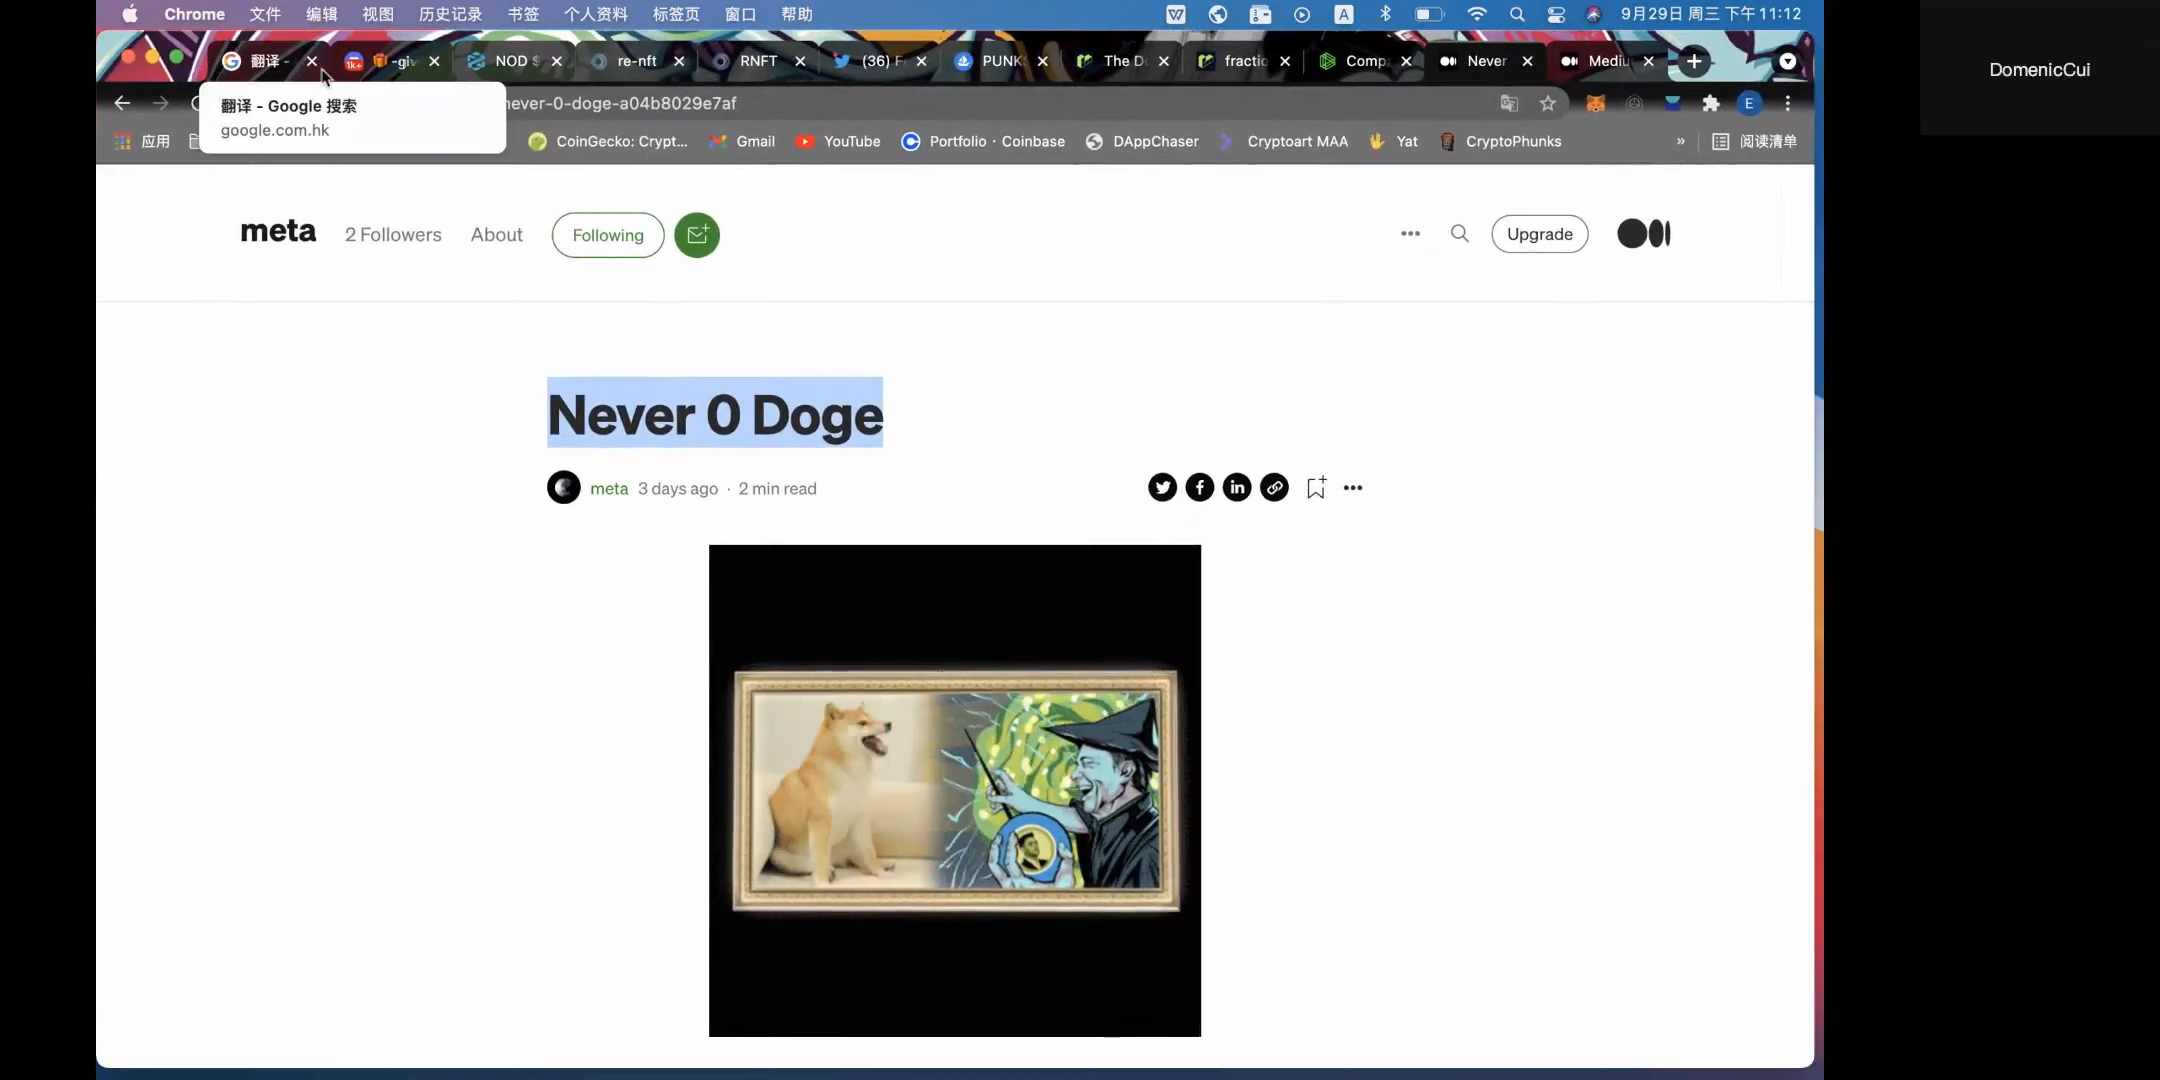 Chrome 文件 编辑 视图 历史记录 书签 个人资料 标签页 窗口 帮助 9月29日 周三 下午11:12
翻译 - 1k+ -giv NOD S re-nft RNFT (36) F PUNK The D fractio Comp Never Mediu
翻译 - Google 搜索
google.com.hk
never-0-doge-a04b8029e7af
应用 CoinGecko: Crypt... Gmail YouTube Portfolio · Coinbase DAppChaser Cryptoart MAA Yat CryptoPhunks » 阅读清单
DomenicCui
meta 2 Followers About Following Upgrade
Never 0 Doge
meta 3 days ago · 2 min read